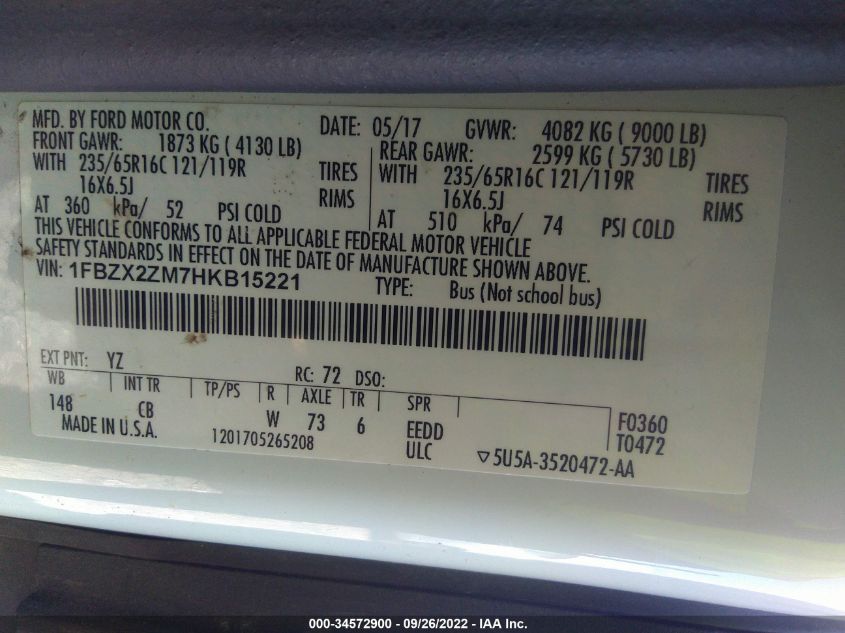 MFD. BY FORD MOTOR CO. DATE: 05/17 GVWR: 4082 KG ( 9000 LB)
FRONT GAWR: 1873 KG ( 4130 LB) REAR GAWR: 2599 KG ( 5730 LB)
WITH 235/65R16C 121/119R TIRES WITH 235/65R16C 121/119R TIRES
16X6.5J RIMS 16X6.5J RIMS
AT 360 kPa/ 52 PSI COLD AT 510 kPa/ 74 PSI COLD
THIS VEHICLE CONFORMS TO ALL APPLICABLE FEDERAL MOTOR VEHICLE
SAFETY STANDARDS IN EFFECT ON THE DATE OF MANUFACTURE SHOWN ABOVE.
VIN: 1FBZX2ZM7HKB15221 TYPE: Bus (Not school bus)
EXT PNT: YZ RC: 72 DSO:
WB INT TR TP/PS R AXLE TR SPR
148 CB W 73 6 EEDD F0360
MADE IN U.S.A. 1201705265208 ULC T0472
▽5U5A-3520472-AA
000-34572900 - 09/26/2022 - IAA Inc.